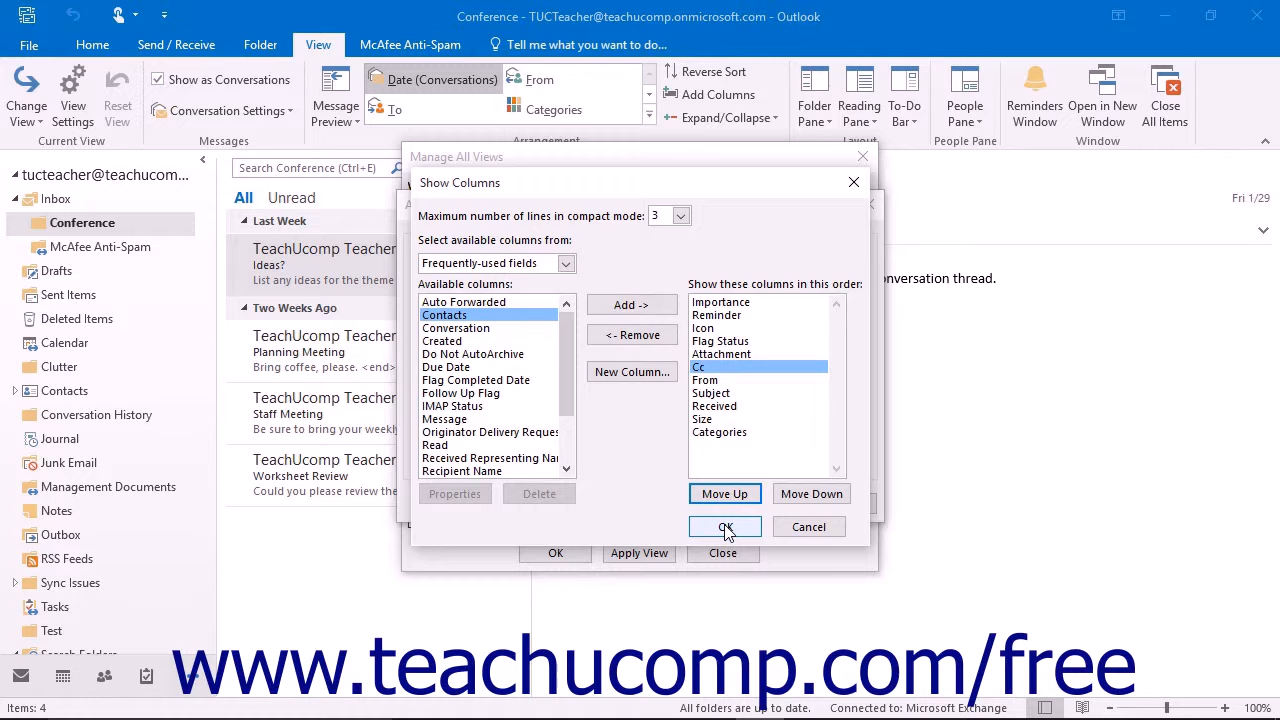 Conference - TUCTeacher@teachucomp.onmicrosoft.com - Outlook
File Home Send / Receive Folder View McAfee Anti-Spam Tell me what you want to do...
Change View
View Settings
Reset View
Current View
Show as Conversations
Conversation Settings
Messages
Message Preview
Date (Conversations) From
To Categories
Arrangement
Reverse Sort
Add Columns
Expand/Collapse
Folder Pane
Reading Pane
To-Do Bar
Layout
People Pane
People Pane
Reminders Window
Open in New Window
Close All Items
Window
tucteacher@teachucom...
Inbox
Conference
McAfee Anti-Spam
Drafts
Sent Items
Deleted Items
Calendar
Clutter
Contacts
Conversation History
Journal
Junk Email
Management Documents
Notes
Outbox
RSS Feeds
Sync Issues
Tasks
Test
Search Conference (Ctrl+E)
All Unread
Last Week
TeachUcomp Teacher
Ideas?
List any ideas for the theme
Two Weeks Ago
TeachUcomp Teacher
Planning Meeting
Bring coffee, please. <end>
TeachUcomp Teacher
Staff Meeting
Be sure to bring your weekly
TeachUcomp Teacher
Worksheet Review
Could you please review the
Fri 1/29
onversation thread.
Manage All Views
Show Columns
Maximum number of lines in compact mode: 3
Select available columns from:
Frequently-used fields
Available columns:
Auto Forwarded
Contacts
Conversation
Created
Do Not AutoArchive
Due Date
Flag Completed Date
Follow Up Flag
IMAP Status
Message
Originator Delivery Reques
Read
Received Representing Nar
Recipient Name
Add ->
<- Remove
New Column...
Show these columns in this order:
Importance
Reminder
Icon
Flag Status
Attachment
Cc
From
Subject
Received
Size
Categories
Properties Delete
Move Up Move Down
OK Cancel
OK Apply View Close
www.teachucomp.com/free
Items: 4 All folders are up to date. Connected to: Microsoft Exchange 100%